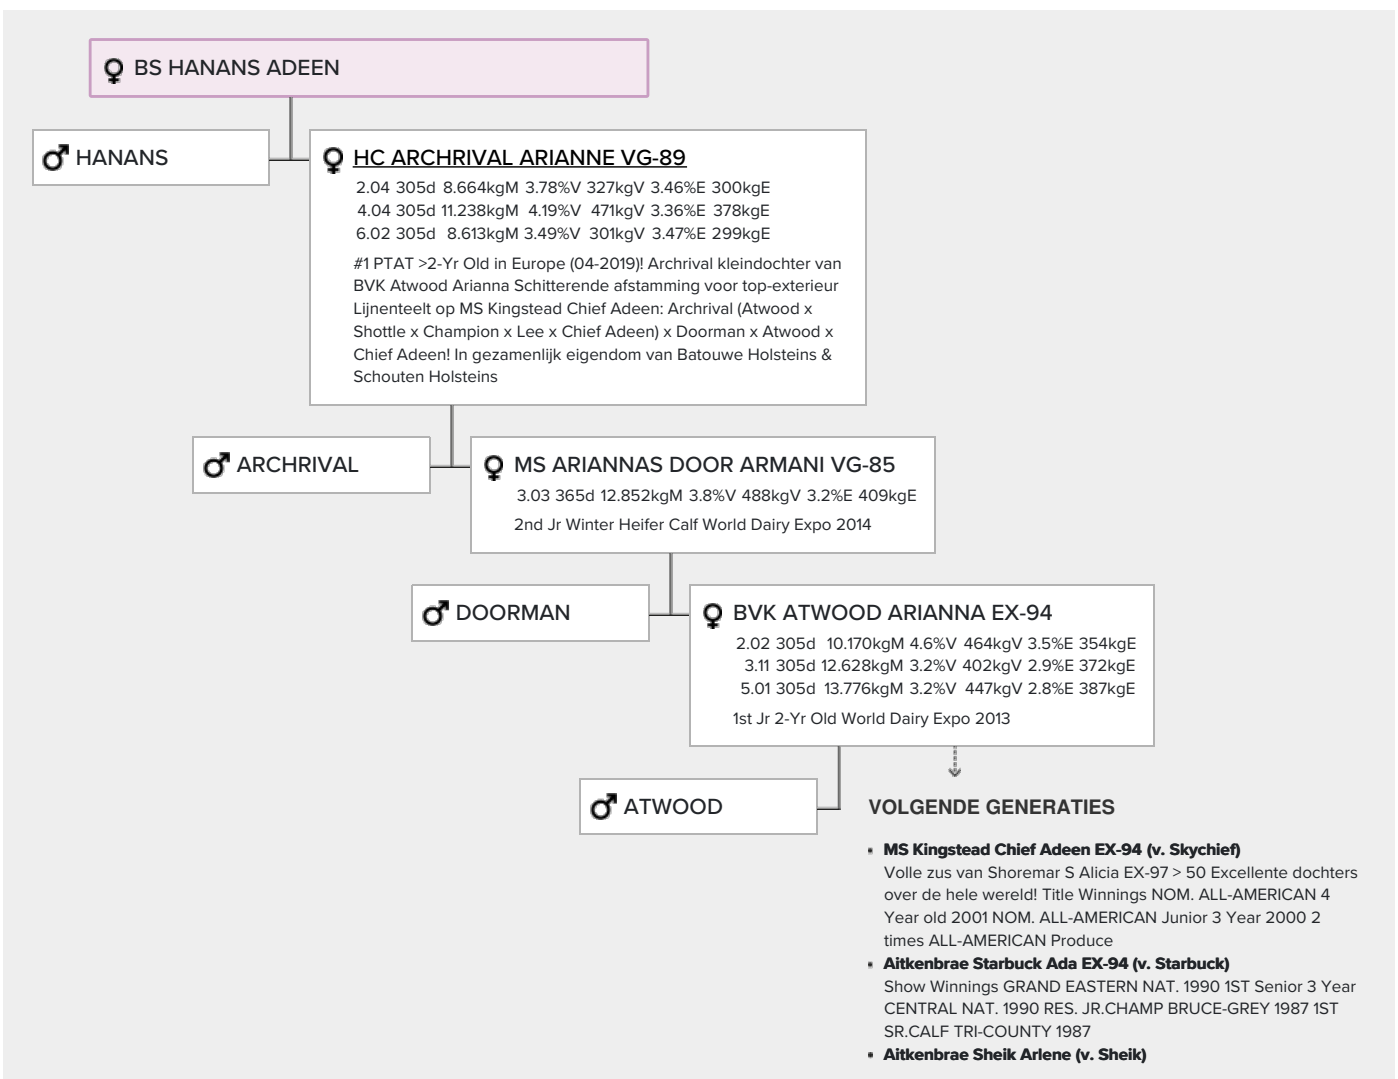 BS HANANS ADEEN
HANANS
HC ARCHRIVAL ARIANNE VG-89
2.04 305d 8.664kgM 3.78%V 327kgV 3.46%E 300kgE
4.04 305d 11.238kgM 4.19%V 471kgV 3.36%E 378kgE
6.02 305d 8.613kgM 3.49%V 301kgV 3.47%E 299kgE
#1 PTAT >2-Yr Old in Europe (04-2019)! Archrival kleindochter van
BVK Atwood Arianna Schitterende afstamming voor top-exterieur
Lijnenteelt op MS Kingstead Chief Adeen: Archrival (Atwood x
Shottle x Champion x Lee x Chief Adeen) x Doorman x Atwood x
Chief Adeen! In gezamenlijk eigendom van Batouwe Holsteins &
Schouten Holsteins
ARCHRIVAL
MS ARIANNAS DOOR ARMANI VG-85
3.03 365d 12.852kgM 3.8%V 488kgV 3.2%E 409kgE
2nd Jr Winter Heifer Calf World Dairy Expo 2014
DOORMAN
BVK ATWOOD ARIANNA EX-94
2.02 305d 10.170kgM 4.6%V 464kgV 3.5%E 354kgE
3.11 305d 12.628kgM 3.2%V 402kgV 2.9%E 372kgE
5.01 305d 13.776kgM 3.2%V 447kgV 2.8%E 387kgE
1st Jr 2-Yr Old World Dairy Expo 2013
ATWOOD
VOLGENDE GENERATIES
MS Kingstead Chief Adeen EX-94 (v. Skychief)
Volle zus van Shoremar S Alicia EX-97 > 50 Excellente dochters
over de hele wereld! Title Winnings NOM. ALL-AMERICAN 4
Year old 2001 NOM. ALL-AMERICAN Junior 3 Year 2000 2
times ALL-AMERICAN Produce
Aitkenbrae Starbuck Ada EX-94 (v. Starbuck)
Show Winnings GRAND EASTERN NAT. 1990 1ST Senior 3 Year
CENTRAL NAT. 1990 RES. JR.CHAMP BRUCE-GREY 1987 1ST
SR.CALF TRI-COUNTY 1987
Aitkenbrae Sheik Arlene (v. Sheik)